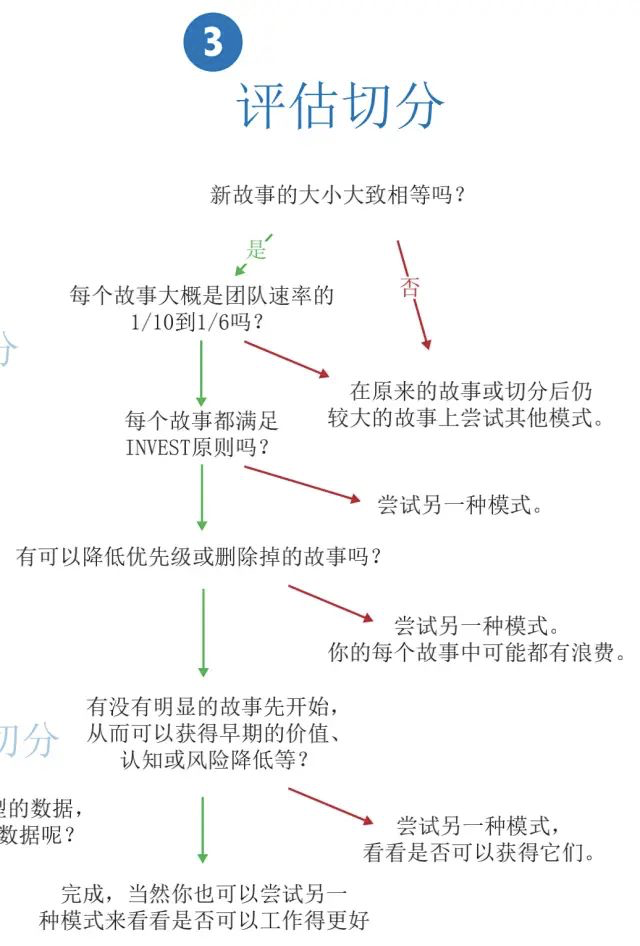 3
评估切分
新故事的大小大致相等吗？
是
否
每个故事大概是团队速率的
1/10到1/6吗？
分
在原来的故事或切分后仍
较大的故事上尝试其他模式。
每个故事都满足
INVEST原则吗？
尝试另一种模式。
有可以降低优先级或删除掉的故事吗？
尝试另一种模式。
你的每个故事中可能都有浪费。
有没有明显的故事先开始，
从而可以获得早期的价值、
认知或风险降低等？
切分
型的数据，
数据呢？
尝试另一种模式，
看看是否可以获得它们。
完成，当然你也可以尝试另一
种模式来看看是否可以工作得更好